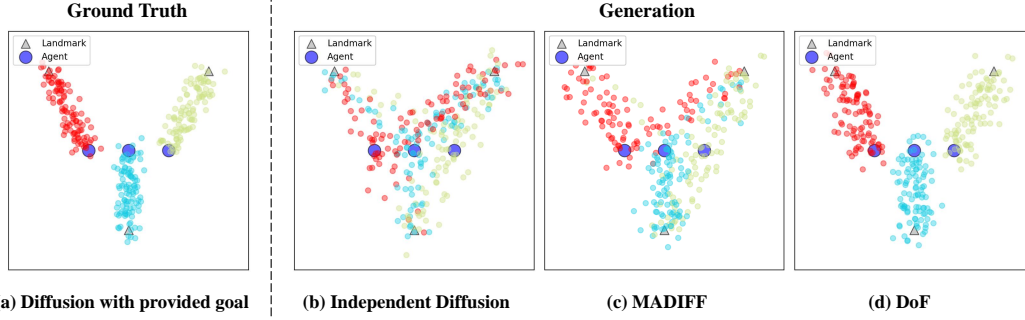 Ground Truth
Generation
Landmark
Agent
Landmark
Agent
Landmark
Agent
Landmark
Agent
a) Diffusion with provided goal
(b) Independent Diffusion
(c) MADIFF
(d) DoF